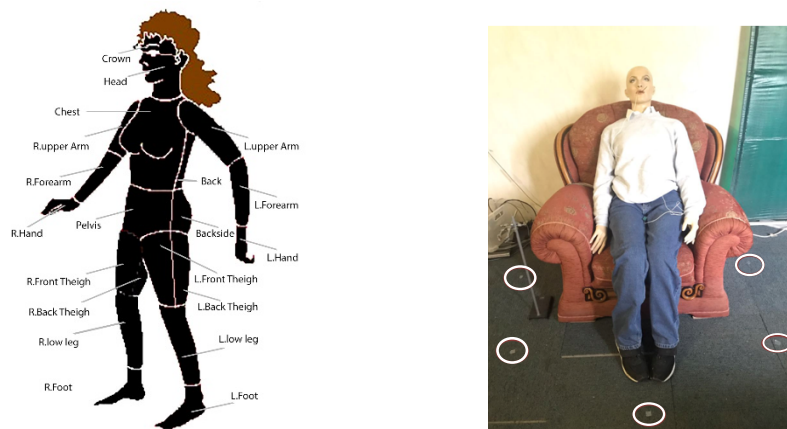 Crown
Head
Chest
R.upper Arm
L.upper Arm
R.Forearm
Back
L.Forearm
R.Hand
Pelvis
Backside
L.Hand
R.Front Theigh
L.Front Theigh
R.Back Theigh
L.Back Theigh
R.low leg
L.low leg
R.Foot
L.Foot